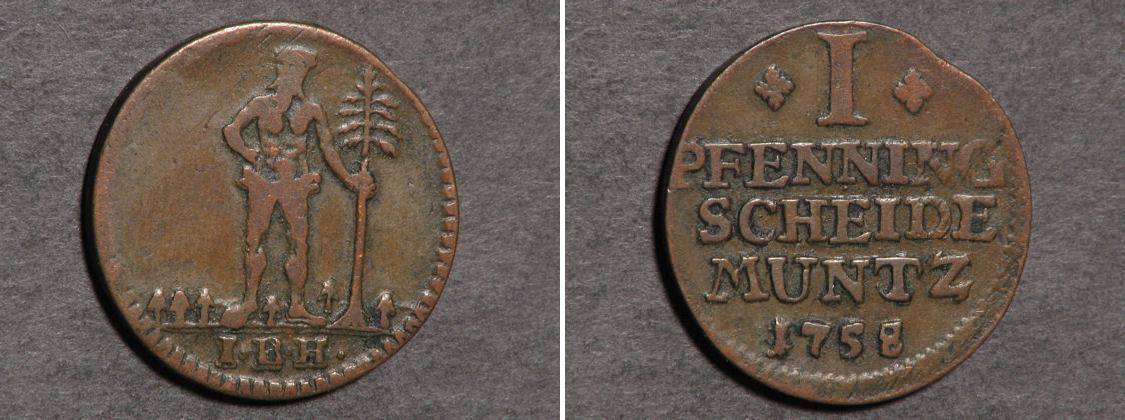 I·B·H·
I
PFENNING
SCHEIDE
MUNTZ
1758